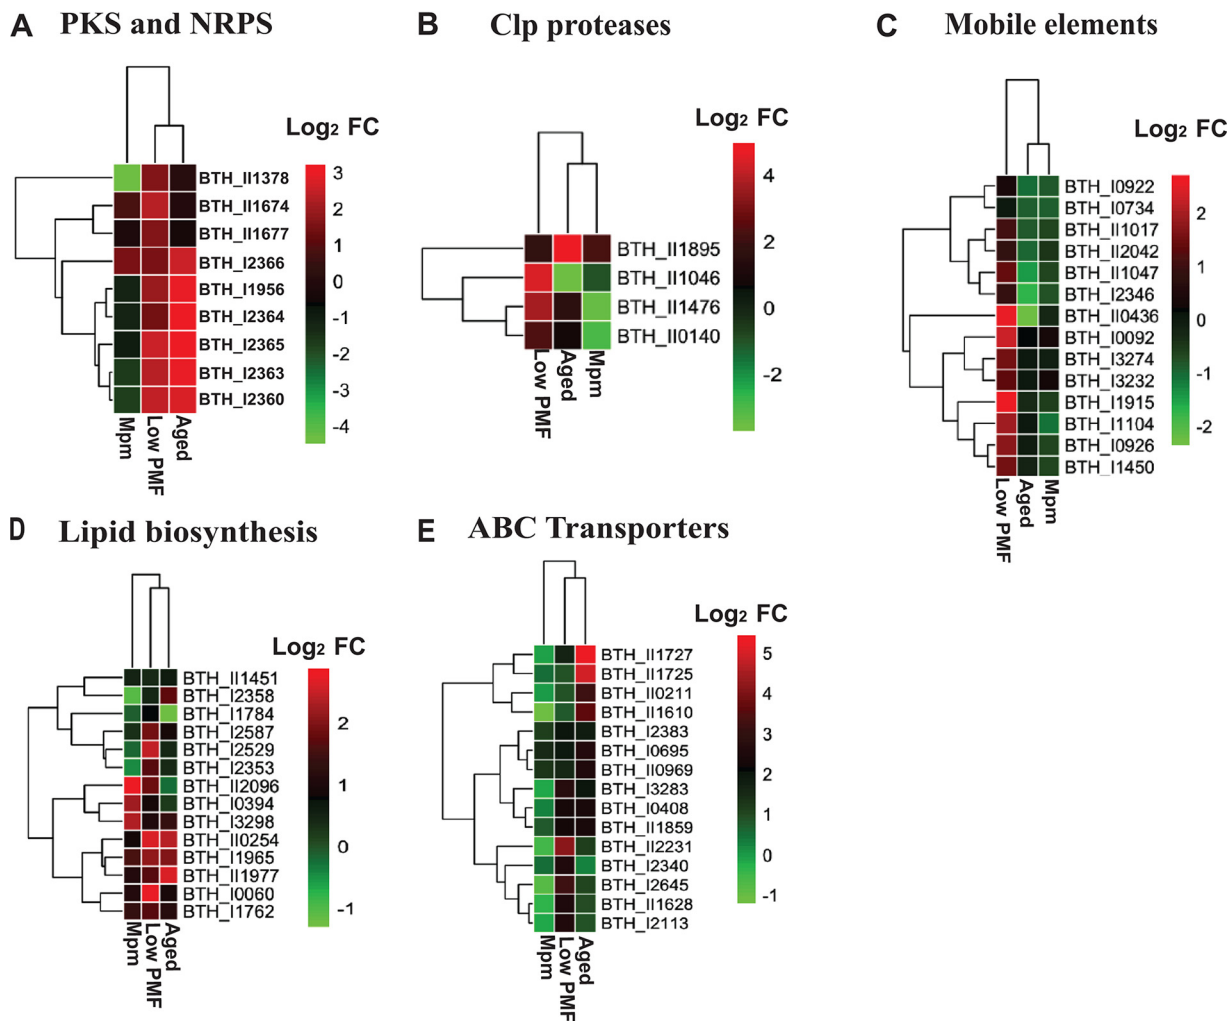 A PKS and NRPS
Log2 FC
BTH_II1378
BTH_II1674
BTH_II1677
BTH_I2366
BTH_I1956
BTH_I2364
BTH_I2365
BTH_I2363
BTH_I2360
3
2
1
0
-1
-2
-3
-4
Mpm
Low PMF
Aged
B Clp proteases
Log2 FC
BTH_II1895
BTH_II1046
BTH_II1476
BTH_II0140
4
2
0
-2
Low PMF
Aged
Mpm
C Mobile elements
Log2 FC
BTH_I0922
BTH_I0734
BTH_II1017
BTH_II2042
BTH_II1047
BTH_I2346
BTH_II0436
BTH_I0092
BTH_I3274
BTH_I3232
BTH_I1915
BTH_I1104
BTH_I0926
BTH_I1450
2
1
0
-1
-2
Low PMF
Aged
Mpm
D Lipid biosynthesis
Log2 FC
BTH_II1451
BTH_I2358
BTH_I1784
BTH_I2587
BTH_I2529
BTH_I2353
BTH_II2096
BTH_I0394
BTH_I3298
BTH_II0254
BTH_I1965
BTH_II1977
BTH_I0060
BTH_I1762
2
1
0
-1
Mpm
Low PMF
Aged
E ABC Transporters
Log2 FC
BTH_II1727
BTH_II1725
BTH_II0211
BTH_II1610
BTH_I2383
BTH_I0695
BTH_II0969
BTH_I3283
BTH_I0408
BTH_II1859
BTH_II2231
BTH_I2340
BTH_I2645
BTH_II1628
BTH_I2113
5
4
3
2
1
0
-1
Mpm
Low PMF
Aged